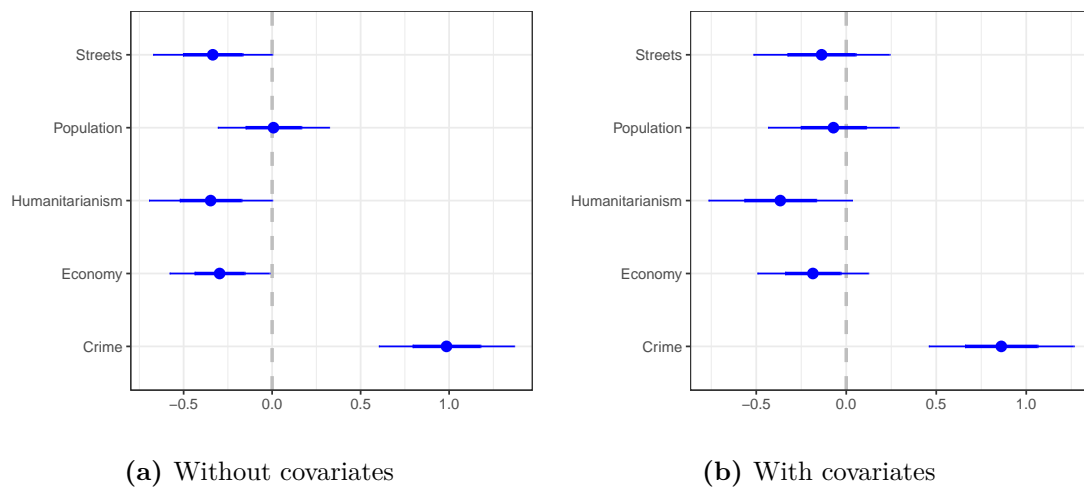 Streets
Population
Humanitarianism
Economy
Crime
−0.5 0.0 0.5 1.0
(a) Without covariates
Streets
Population
Humanitarianism
Economy
Crime
−0.5 0.0 0.5 1.0
(b) With covariates